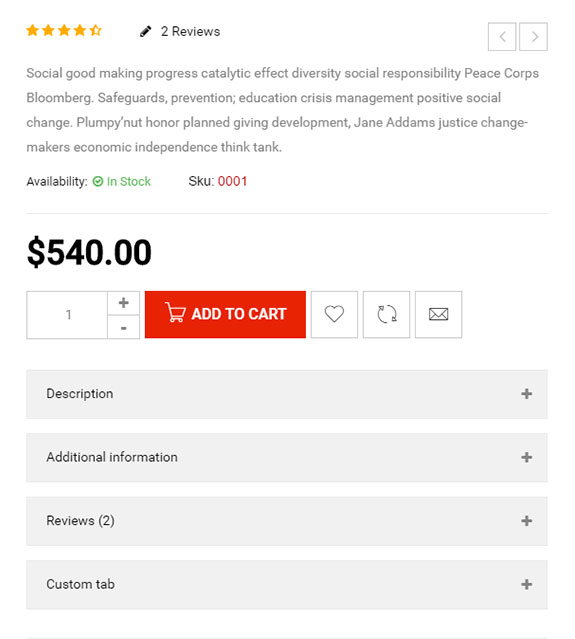 2 Reviews
Social good making progress catalytic effect diversity social responsibility Peace Corps
Bloomberg. Safeguards, prevention; education crisis management positive social
change. Plumpy'nut honor planned giving development, Jane Addams justice change-
makers economic independence think tank.
Availability: In Stock Sku: 0001
$540.00
1 + - ADD TO CART
Description +
Additional information +
Reviews (2) +
Custom tab +